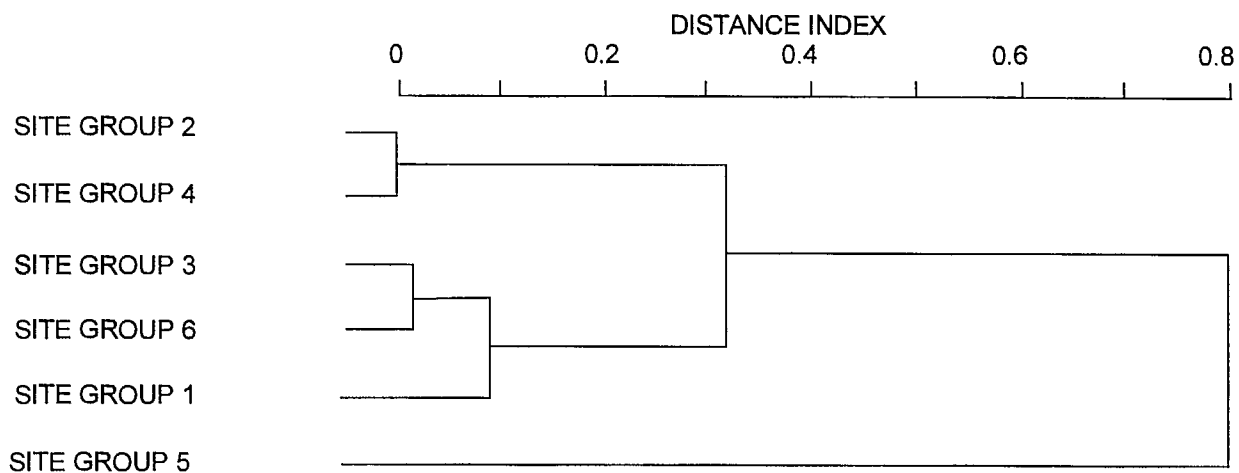 DISTANCE INDEX
0 0.2 0.4 0.6 0.8
SITE GROUP 2
SITE GROUP 4
SITE GROUP 3
SITE GROUP 6
SITE GROUP 1
SITE GROUP 5